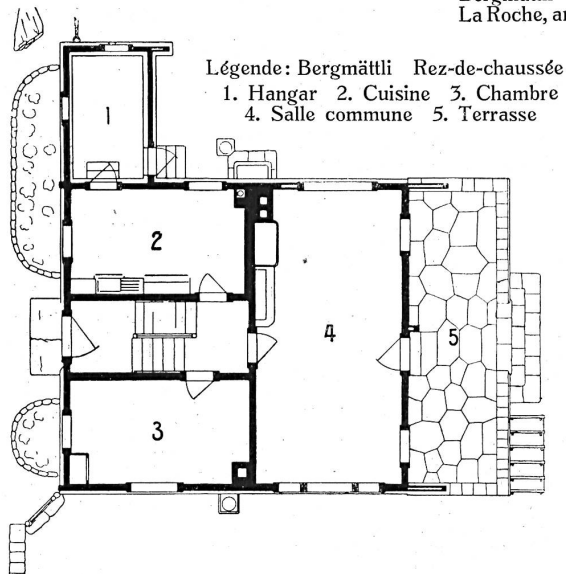 La Roche, ar
Légende: Bergmättli Rez-de-chaussée
1. Hangar 2. Cuisine 3. Chambre
4. Salle commune 5. Terrasse
1
2
3
4
5